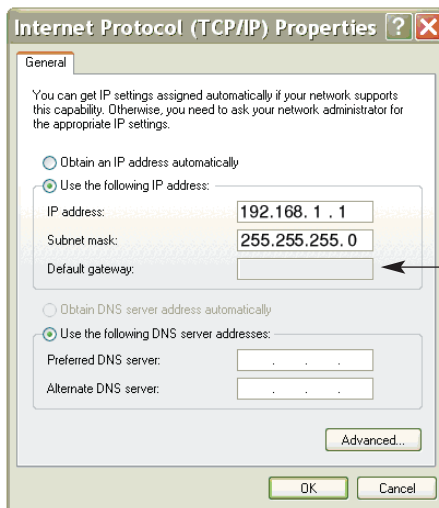 Internet Protocol (TCP/IP) Properties
General
You can get IP settings assigned automatically if your network supports
this capability. Otherwise, you need to ask your network administrator for
the appropriate IP settings.
Obtain an IP address automatically
Use the following IP address:
IP address: 192.168. 1 . 1
Subnet mask: 255.255.255. 0
Default gateway:
Obtain DNS server address automatically
Use the following DNS server addresses:
Preferred DNS server: . . .
Alternate DNS server: . . .
Advanced...
OK Cancel